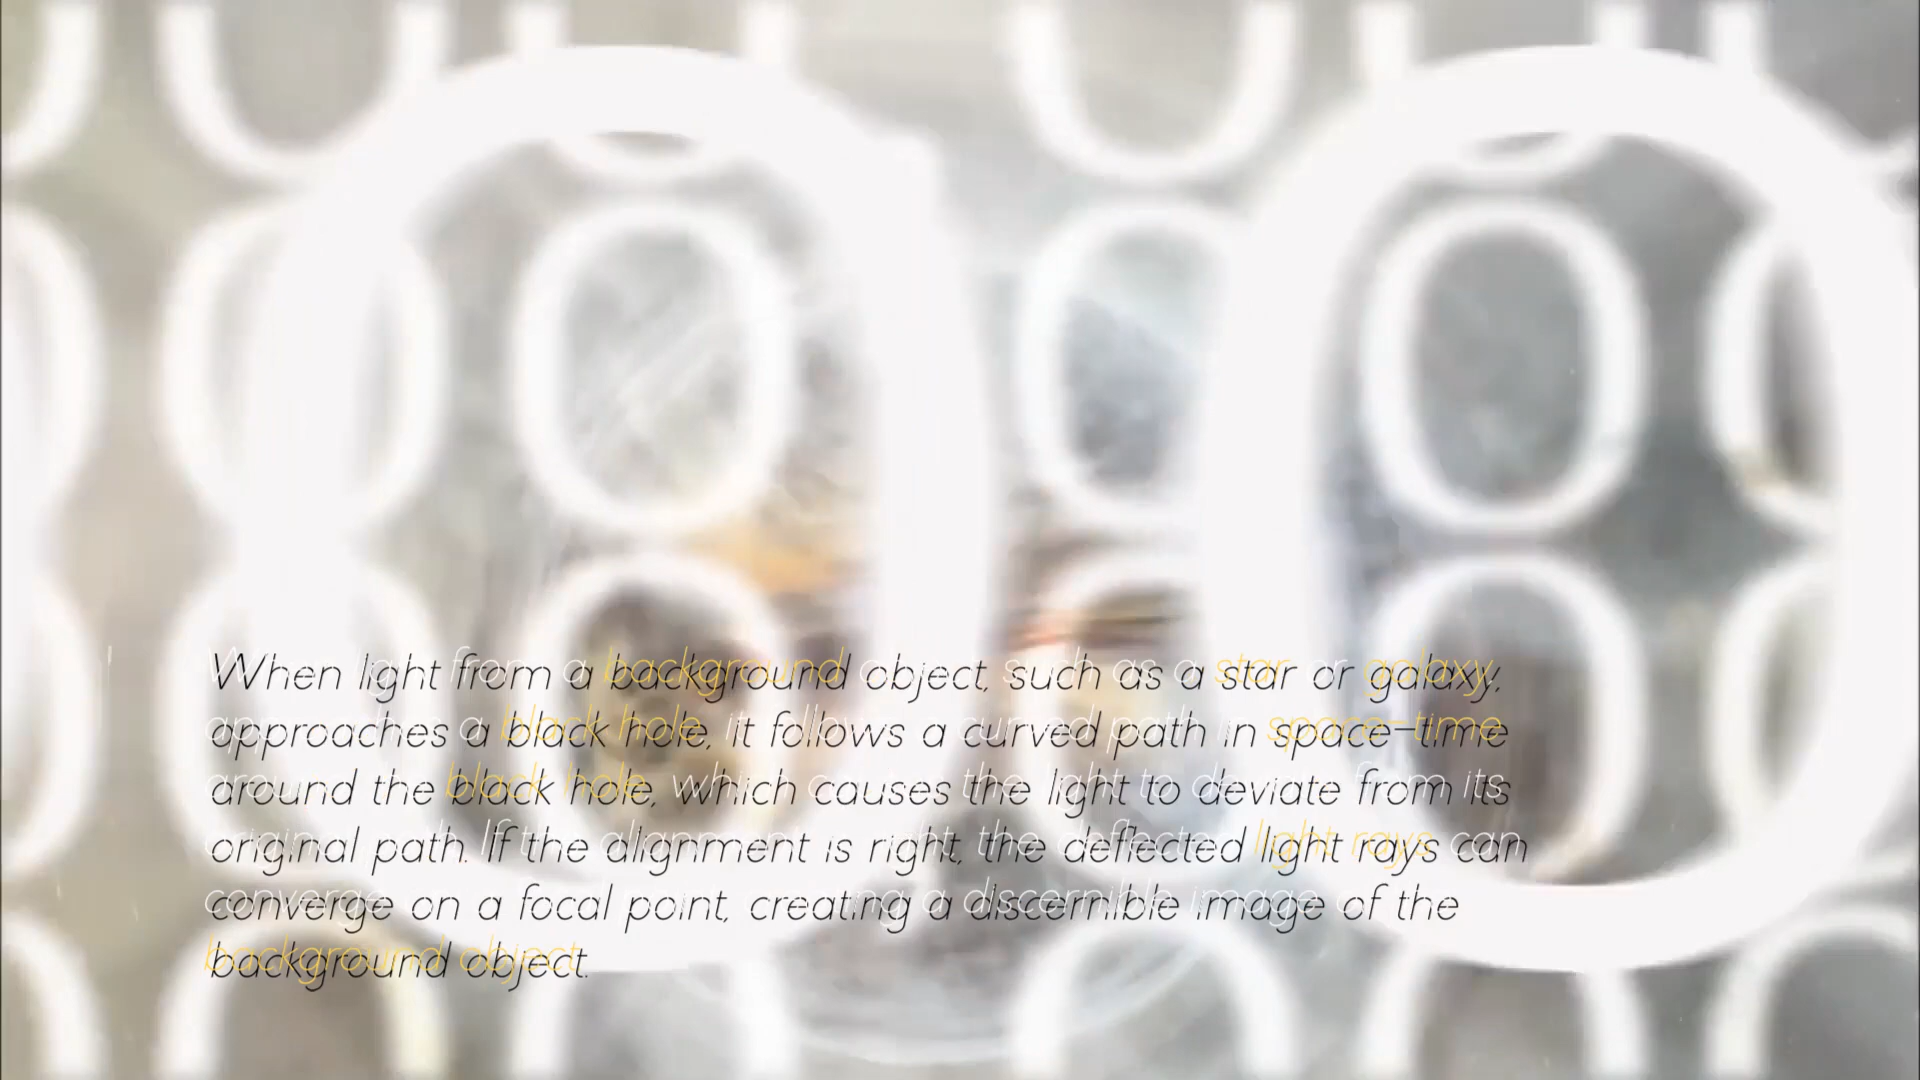 When light from a background object, such as a star or galaxy,
approaches a black hole, it follows a curved path in space-time
around the black hole, which causes the light to deviate from its
original path. If the alignment is right, the deflected light rays can
converge on a focal point, creating a discernible image of the
background object.